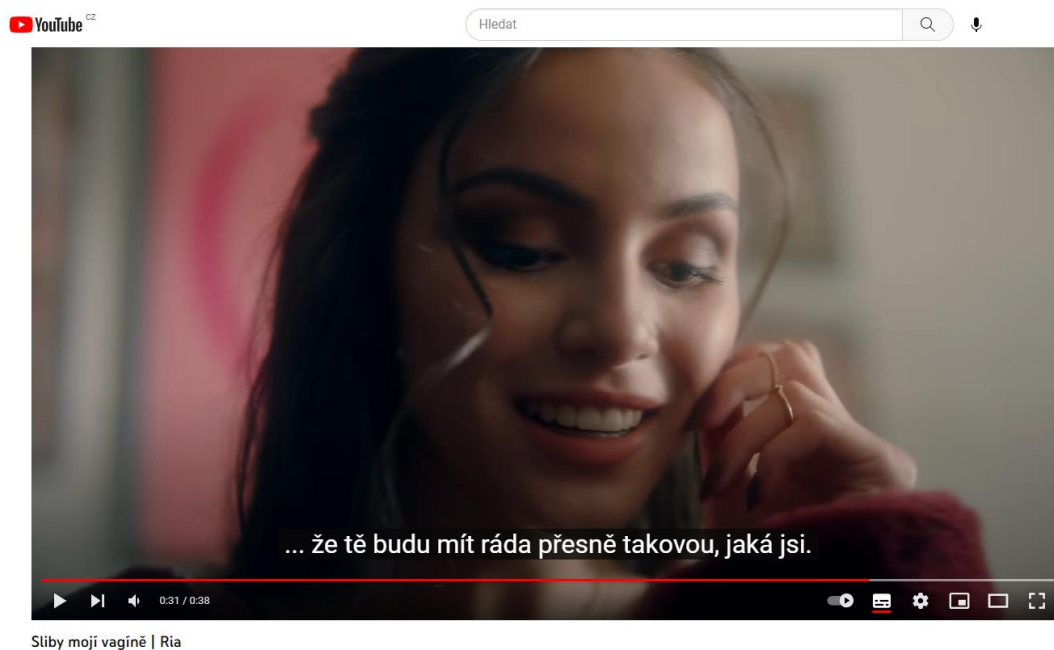 YouTube CZ
Hledat
... že tě budu mít ráda přesně takovou, jaká jsi.
0:31 / 0:38
Sliby mojí vagíně | Ria